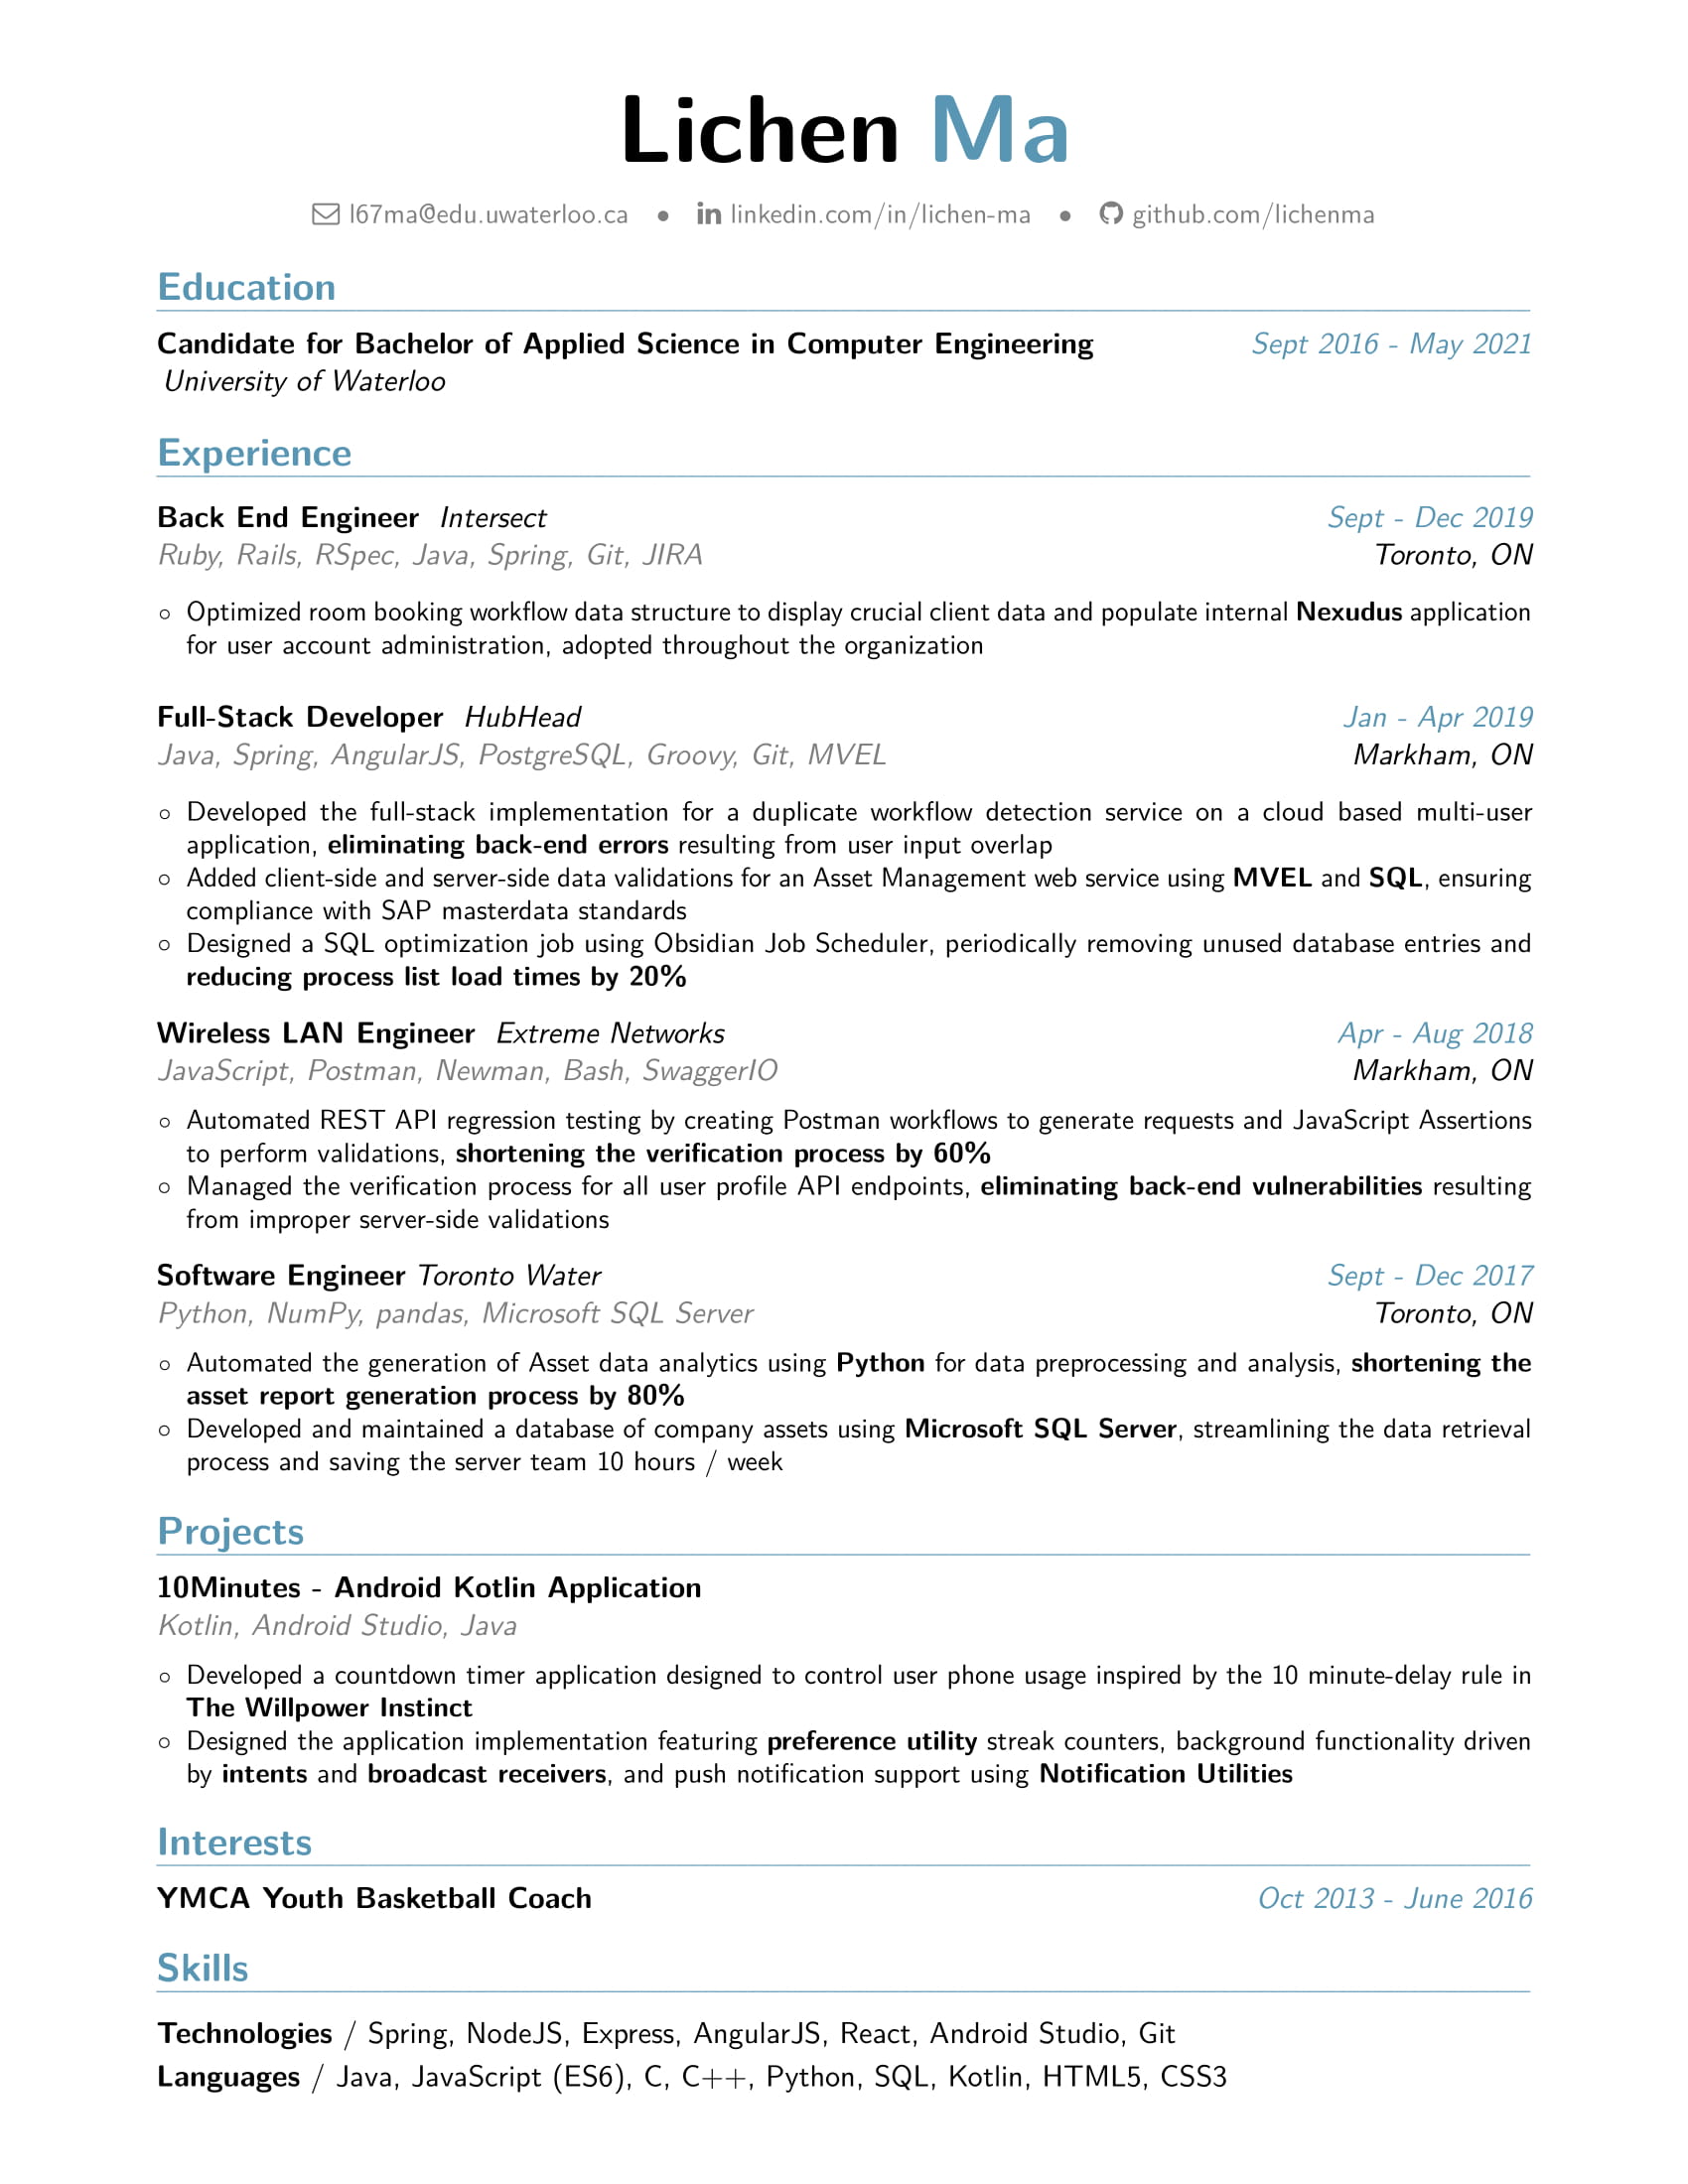 Lichen Ma
l67ma@edu.uwaterloo.ca • linkedin.com/in/lichen-ma • github.com/lichenma
Education
Candidate for Bachelor of Applied Science in Computer Engineering Sept 2016 - May 2021
University of Waterloo
Experience
Back End Engineer Intersect Sept - Dec 2019
Ruby, Rails, RSpec, Java, Spring, Git, JIRA Toronto, ON
○ Optimized room booking workflow data structure to display crucial client data and populate internal Nexudus application
for user account administration, adopted throughout the organization
Full-Stack Developer HubHead Jan - Apr 2019
Java, Spring, AngularJS, PostgreSQL, Groovy, Git, MVEL Markham, ON
○ Developed the full-stack implementation for a duplicate workflow detection service on a cloud based multi-user
application, eliminating back-end errors resulting from user input overlap
○ Added client-side and server-side data validations for an Asset Management web service using MVEL and SQL, ensuring
compliance with SAP masterdata standards
○ Designed a SQL optimization job using Obsidian Job Scheduler, periodically removing unused database entries and
reducing process list load times by 20%
Wireless LAN Engineer Extreme Networks Apr - Aug 2018
JavaScript, Postman, Newman, Bash, SwaggerIO Markham, ON
○ Automated REST API regression testing by creating Postman workflows to generate requests and JavaScript Assertions
to perform validations, shortening the verification process by 60%
○ Managed the verification process for all user profile API endpoints, eliminating back-end vulnerabilities resulting
from improper server-side validations
Software Engineer Toronto Water Sept - Dec 2017
Python, NumPy, pandas, Microsoft SQL Server Toronto, ON
○ Automated the generation of Asset data analytics using Python for data preprocessing and analysis, shortening the
asset report generation process by 80%
○ Developed and maintained a database of company assets using Microsoft SQL Server, streamlining the data retrieval
process and saving the server team 10 hours / week
Projects
10Minutes - Android Kotlin Application
Kotlin, Android Studio, Java
○ Developed a countdown timer application designed to control user phone usage inspired by the 10 minute-delay rule in
The Willpower Instinct
○ Designed the application implementation featuring preference utility streak counters, background functionality driven
by intents and broadcast receivers, and push notification support using Notification Utilities
Interests
YMCA Youth Basketball Coach Oct 2013 - June 2016
Skills
Technologies / Spring, NodeJS, Express, AngularJS, React, Android Studio, Git
Languages / Java, JavaScript (ES6), C, C++, Python, SQL, Kotlin, HTML5, CSS3